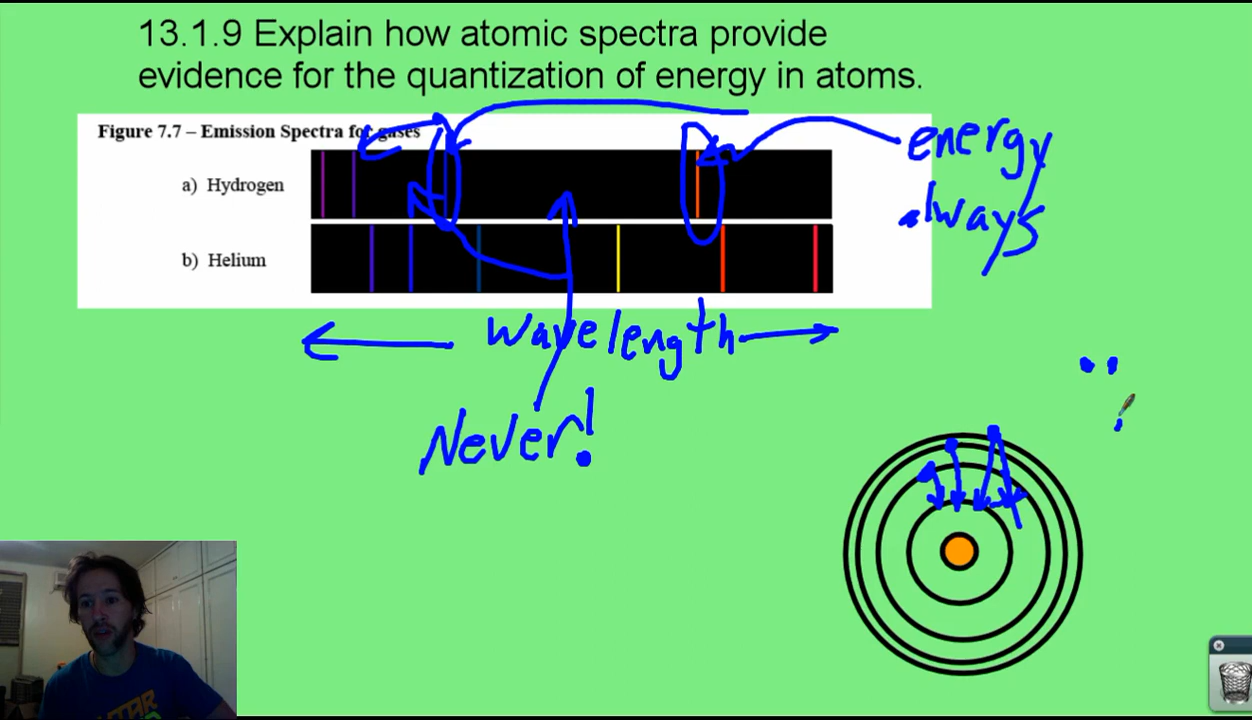 13.1.9 Explain how atomic spectra provide
evidence for the quantization of energy in atoms.
Figure 7.7 – Emission Spectra for gases
a) Hydrogen
b) Helium
energy
always
wavelength
Never!